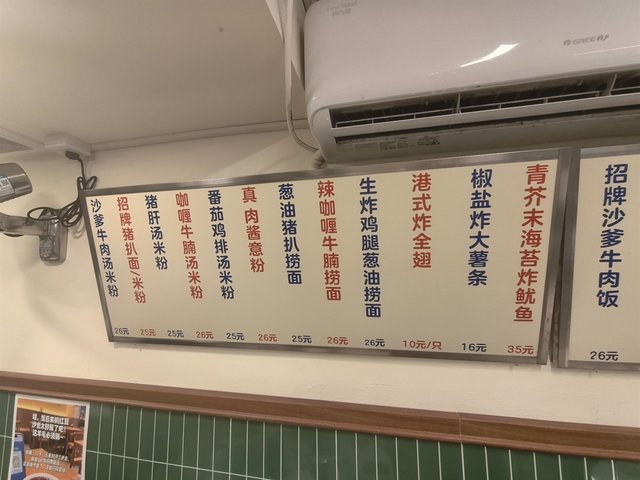 GREE
沙爹牛肉汤米粉
26元
招牌猪扒面/米粉
25元
猪肝汤米粉
25元
咖喱牛腩汤米粉
26元
番茄鸡排汤米粉
25元
真肉酱意粉
26元
葱油猪扒捞面
25元
辣咖喱牛腩捞面
26元
生炸鸡腿葱油捞面
26元
港式炸全翅
10元/只
椒盐炸大薯条
16元
青芥末海苔炸鱿鱼
35元
招牌沙爹牛肉饭
26元